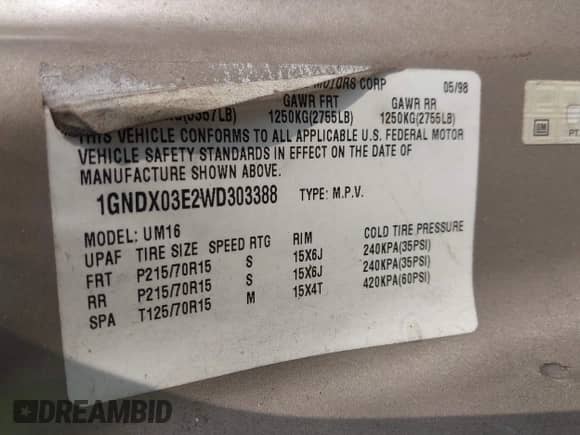 MOTORS CORP 05/98
GAWR FRT GAWR RR
(5357LB) 1250KG(2755LB) 1250KG(2755LB)
THIS VEHICLE CONFORMS TO ALL APPLICABLE U.S. FEDERAL MOTOR
VEHICLE SAFETY STANDARDS IN EFFECT ON THE DATE OF
MANUFACTURE SHOWN ABOVE.
1GNDX03E2WD303388 TYPE: M.P.V.
MODEL: UM16
UPAF TIRE SIZE SPEED RTG RIM COLD TIRE PRESSURE
FRT P215/70R15 S 15X6J 240KPA(35PSI)
RR P215/70R15 S 15X6J 240KPA(35PSI)
SPA T125/70R15 M 15X4T 420KPA(60PSI)
GM
PT.
DREAMBID